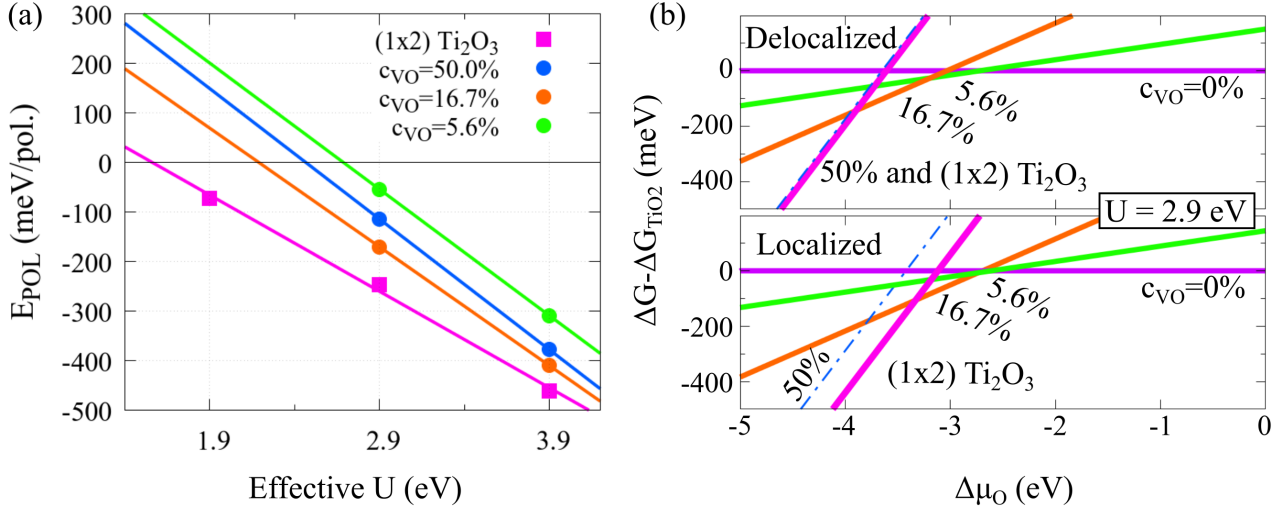 (a)
E_POL (meV/pol.)
300
200
100
0
-100
-200
-300
-400
-500
(1x2) Ti₂O₃
c_VO=50.0%
c_VO=16.7%
c_VO=5.6%
1.9
2.9
3.9
Effective U (eV)
(b)
ΔG-ΔG_TiO2 (meV)
Delocalized
0
-200
-400
5.6%
c_VO=0%
16.7%
50% and (1x2) Ti₂O₃
U = 2.9 eV
Localized
0
-200
-400
5.6%
c_VO=0%
16.7%
50%
(1x2) Ti₂O₃
-5
-4
-3
-2
-1
0
Δμ_O (eV)